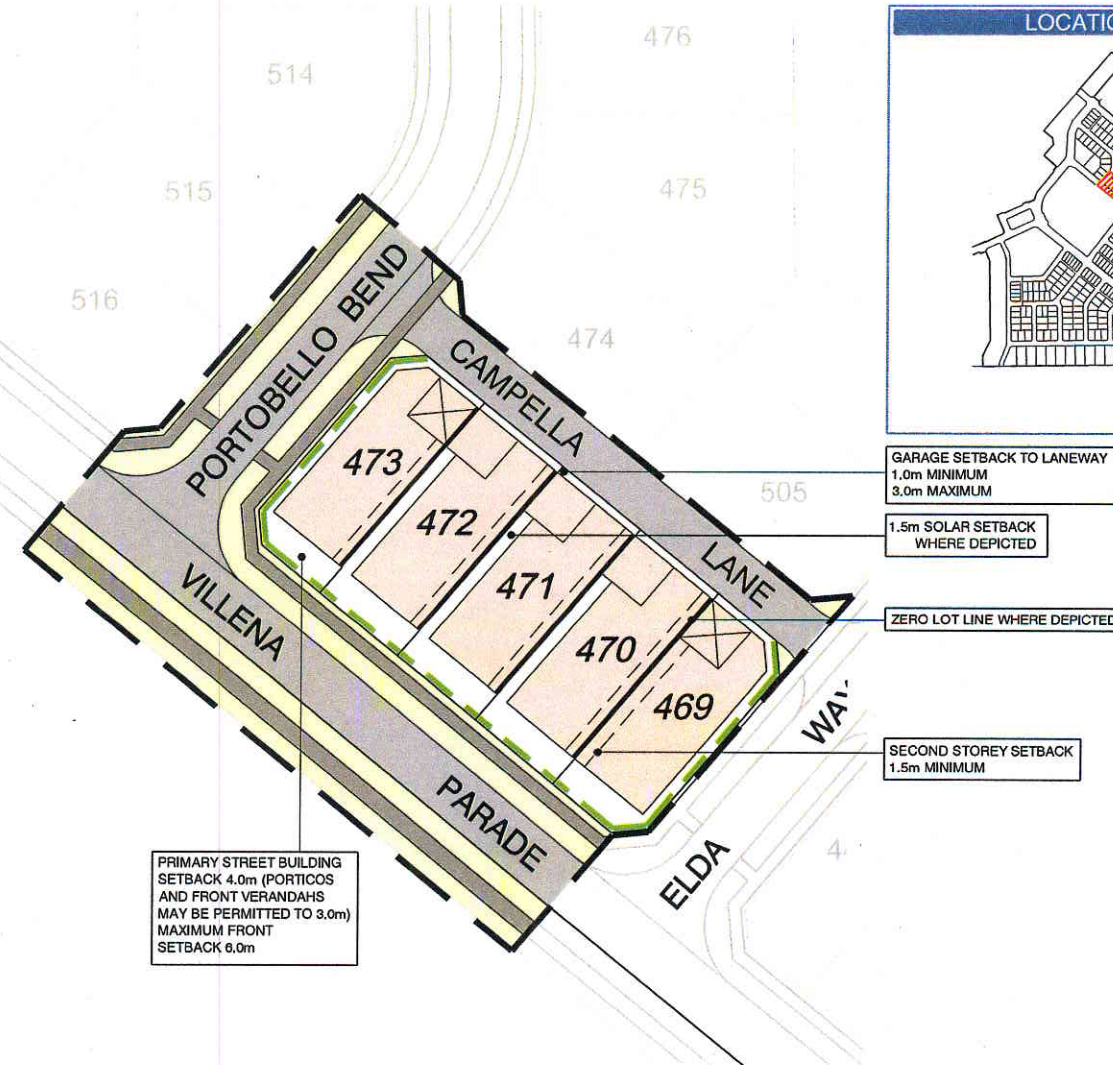 476
LOCATIO
514
515
475
516
474
PORTOBELLO BEND
CAMPELLA LANE
505
473
472
471
470
469
VILLENA PARADE
ELDA WAY
4
GARAGE SETBACK TO LANEWAY
1.0m MINIMUM
3.0m MAXIMUM
1.5m SOLAR SETBACK
WHERE DEPICTED
ZERO LOT LINE WHERE DEPICTED
SECOND STOREY SETBACK
1.5m MINIMUM
PRIMARY STREET BUILDING
SETBACK 4.0m (PORTICOS
AND FRONT VERANDAHS
MAY BE PERMITTED TO 3.0m)
MAXIMUM FRONT
SETBACK 6.0m